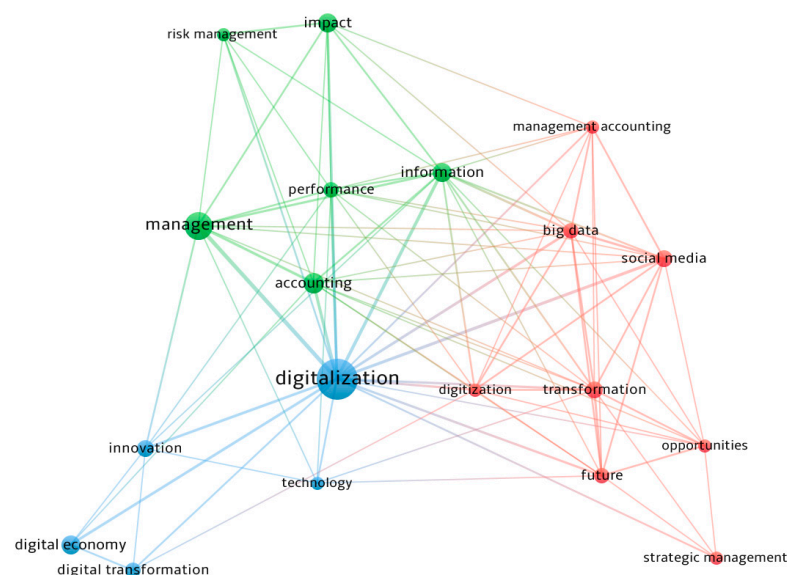 impact
risk management
management accounting
information
performance
management
big data
social media
accounting
digitalization
digitization
transformation
innovation
opportunities
future
technology
digital economy
strategic management
digital transformation